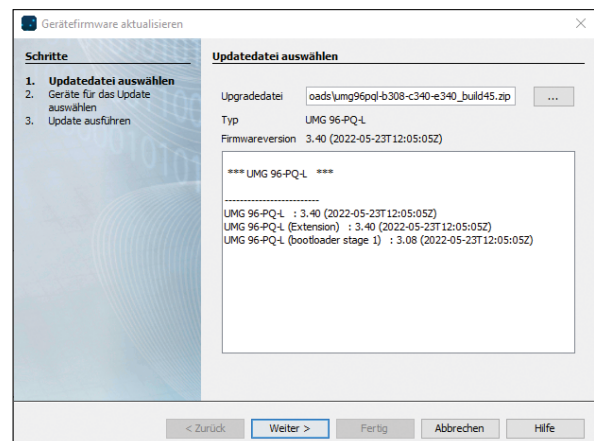 Gerätefirmware aktualisieren
Schritte
1. Updatedatei auswählen
2. Geräte für das Update
auswählen
3. Update ausführen
Updatedatei auswählen
Upgradedatei oads\umg96pql-b308-c340-e340_build45.zip ...
Typ UMG 96-PQ-L
Firmwareversion 3.40 (2022-05-23T12:05:05Z)
*** UMG 96-PQ-L ***
-------------------------
UMG 96-PQ-L : 3.40 (2022-05-23T12:05:05Z)
UMG 96-PQ-L (Extension) : 3.40 (2022-05-23T12:05:05Z)
UMG 96-PQ-L (bootloader stage 1) : 3.08 (2022-05-23T12:05:05Z)
< Zurück Weiter > Fertig Abbrechen Hilfe